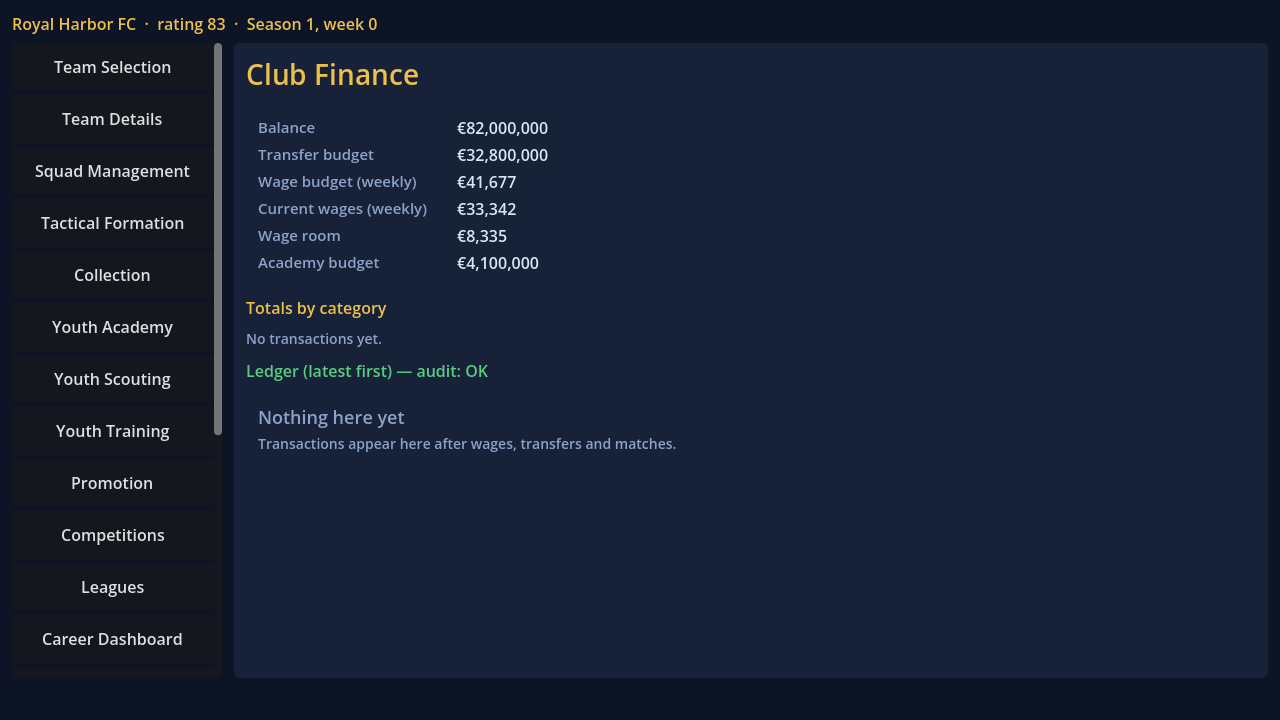 Royal Harbor FC · rating 83 · Season 1, week 0
Team Selection
Team Details
Squad Management
Tactical Formation
Collection
Youth Academy
Youth Scouting
Youth Training
Promotion
Competitions
Leagues
Career Dashboard
Club Finance
Balance €82,000,000
Transfer budget €32,800,000
Wage budget (weekly) €41,677
Current wages (weekly) €33,342
Wage room €8,335
Academy budget €4,100,000
Totals by category
No transactions yet.
Ledger (latest first) — audit: OK
Nothing here yet
Transactions appear here after wages, transfers and matches.